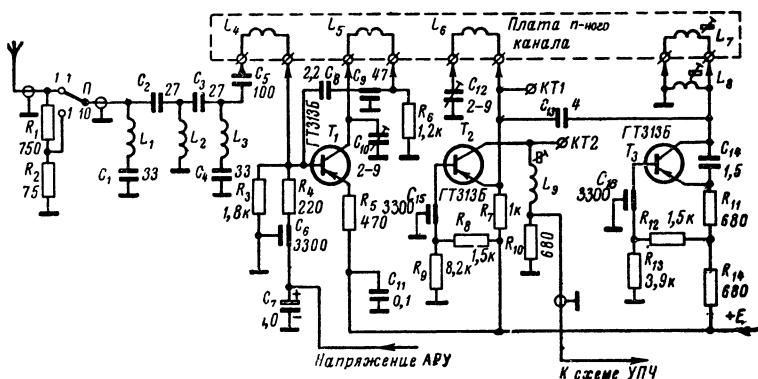 L₄
L₅
L₆
Плата n-ного
канала
L₇
L₈
1 1
П
10
1
C₂
27
C₃
27
C₅
100
2,2
C₈
C₉
47
R₆
1,2к
C₁₂
2-9
КТ1
C₁₃
4
КТ2
R₁
750
R₂
75
L₁
L₂
L₃
C₁
33
C₄
33
ГТ313Б
T₁
C₁₀
2-9
T₂
ГТ313Б
ГТ313Б
T₃
C₁₄
1,5
R₃
1,8к
R₄
220
C₆
3300
R₅
470
C₁₅
3300
R₈
1,5к
R₇
1к
R₉
8,2к
L₉
R₁₀
680
3300
R₁₂
1,5к
R₁₁
680
R₁₃
3,9к
R₁₄
680
C₇
1,0
C₁₁
0,1
+E
Напряжение АРУ
К схеме УПЧ